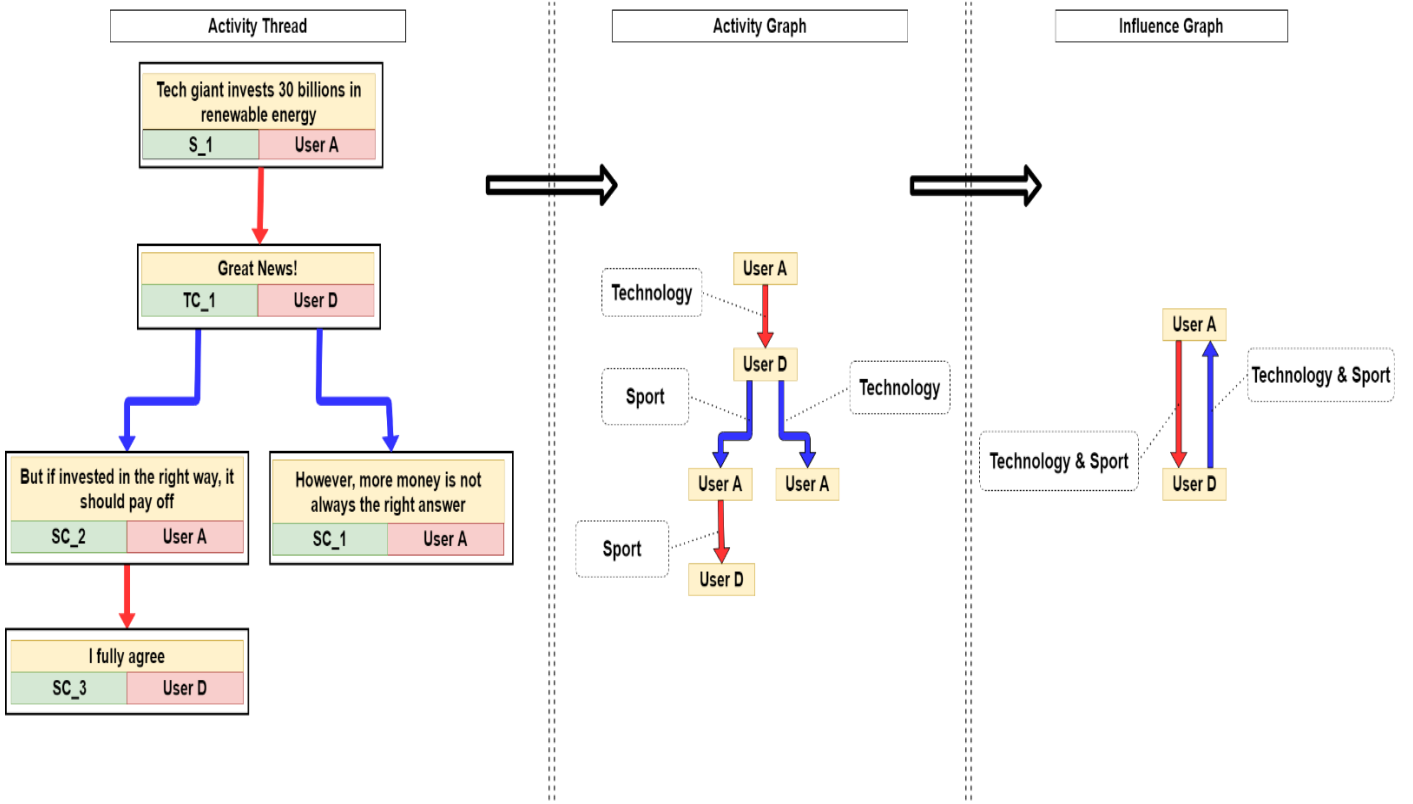 Activity Thread
Tech giant invests 30 billions in
renewable energy
S_1
User A
Great News!
TC_1
User D
But if invested in the right way, it
should pay off
SC_2
User A
However, more money is not
always the right answer
SC_1
User A
I fully agree
SC_3
User D
Activity Graph
User A
Technology
User D
Sport
Technology
User A
User A
Sport
User D
Influence Graph
User A
Technology & Sport
Technology & Sport
User D